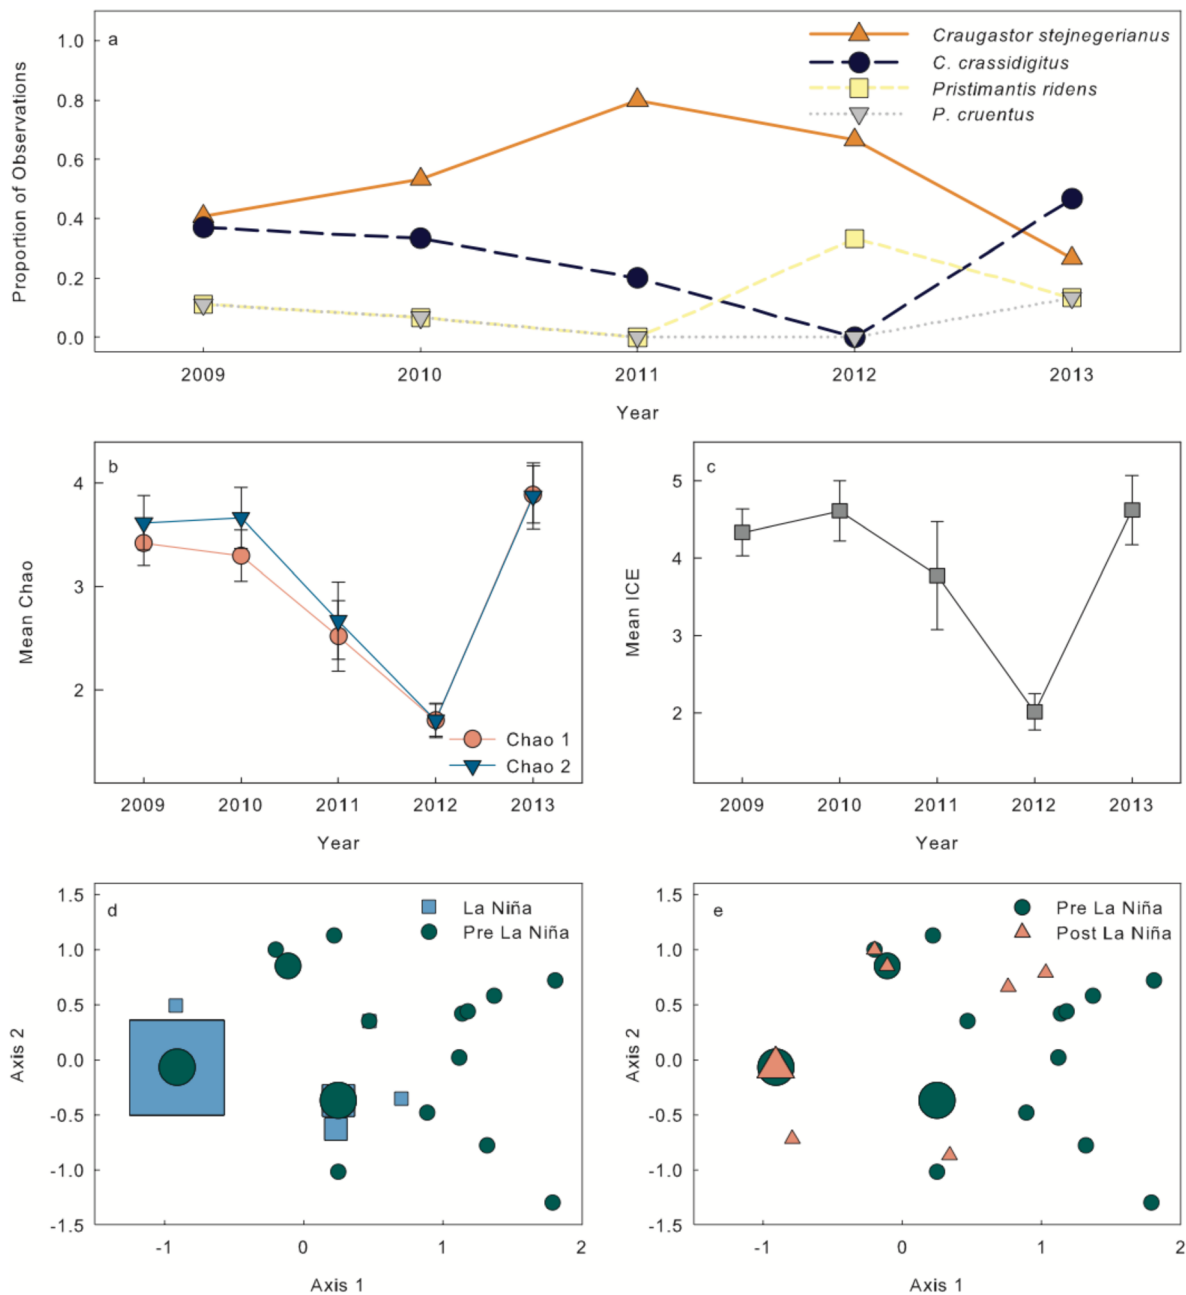 a
Craugastor stejnegerianus
C. crassidigitus
Pristimantis ridens
P. cruentus
Proportion of Observations
1.0
0.8
0.6
0.4
0.2
0.0
2009 2010 2011 2012 2013
Year
b
Mean Chao
4
3
2
Chao 1
Chao 2
2009 2010 2011 2012 2013
Year
c
Mean ICE
5
4
3
2
2009 2010 2011 2012 2013
Year
d
La Niña
Pre La Niña
Axis 2
1.5
1.0
0.5
0.0
-0.5
-1.0
-1.5
-1 0 1 2
Axis 1
e
Pre La Niña
Post La Niña
Axis 2
1.5
1.0
0.5
0.0
-0.5
-1.0
-1.5
-1 0 1 2
Axis 1